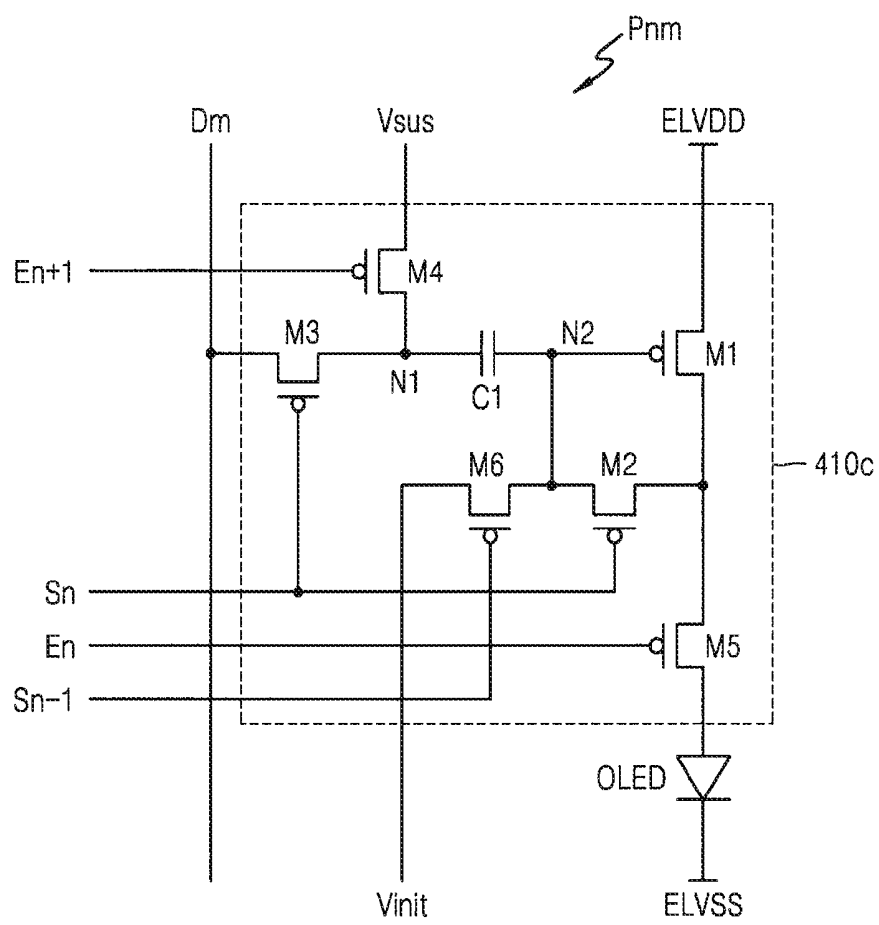 Pnm
Dm
Vsus
ELVDD
En+1
M4
M3
N2
M1
N1
C1
M6
M2
410c
Sn
En
M5
Sn-1
OLED
Vinit
ELVSS